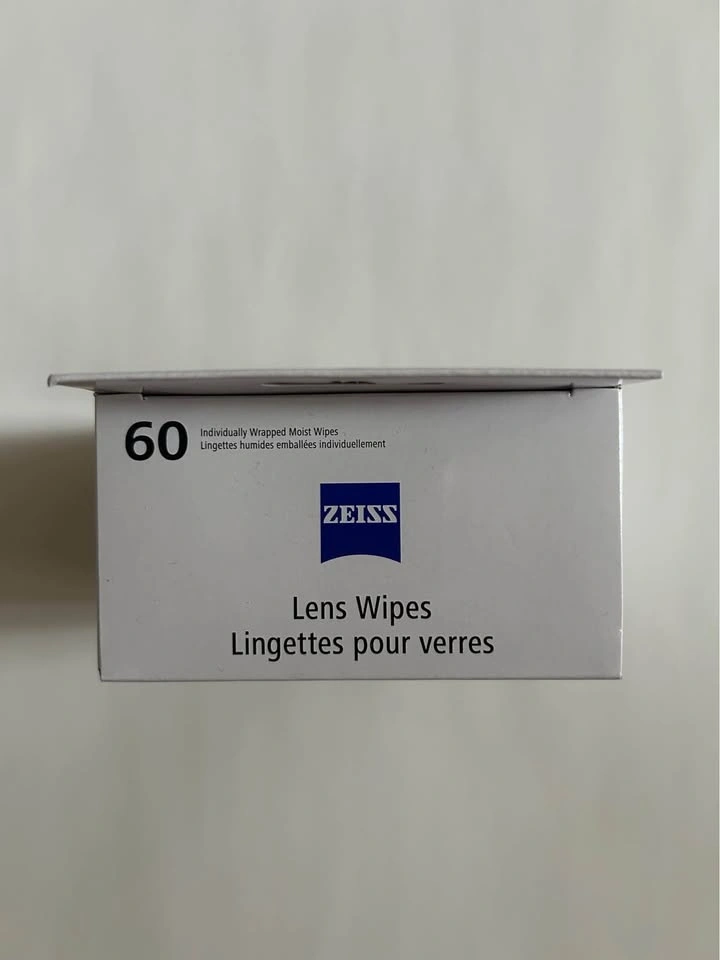 60
Individually Wrapped Moist Wipes
Lingettes humides emballées individuellement
ZEISS
Lens Wipes
Lingettes pour verres